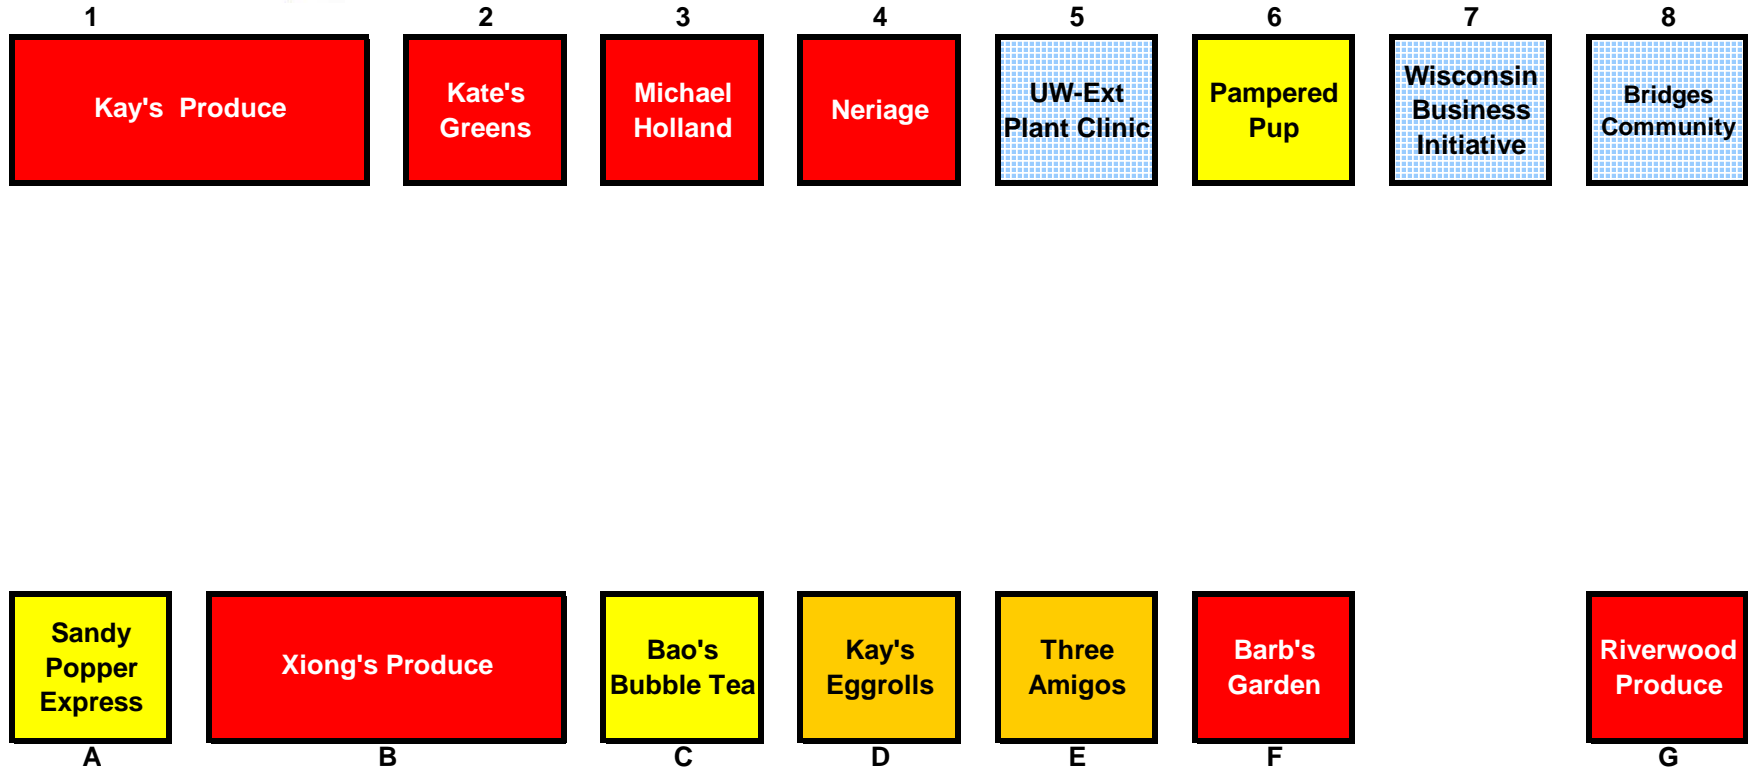 1 2 3 4 5 6 7 8
Kay's Produce
Kate's
Greens
Michael
Holland
Neriage
UW-Ext
Plant Clinic
Pampered
Pup
Wisconsin
Business
Initiative
Bridges
Community
Sandy
Popper
Express
Xiong's Produce
Bao's
Bubble Tea
Kay's
Eggrolls
Three
Amigos
Barb's
Garden
Riverwood
Produce
A B C D E F G